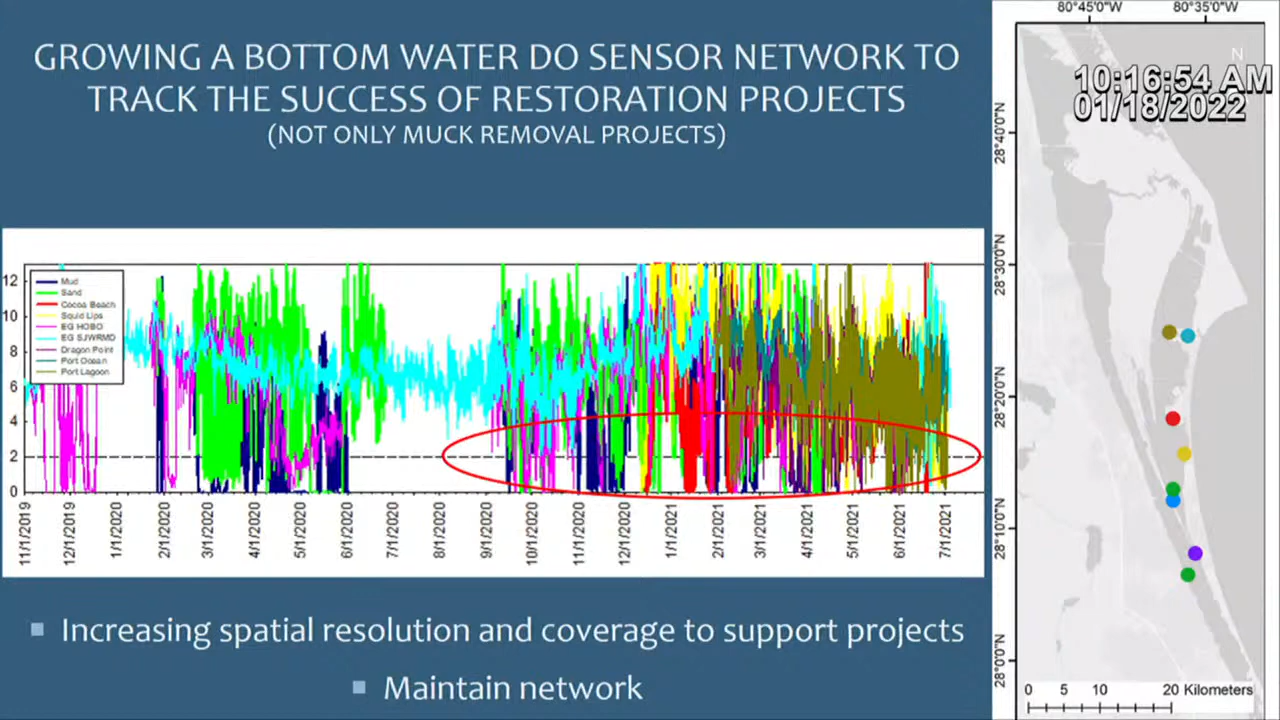 GROWING A BOTTOM WATER DO SENSOR NETWORK TO
TRACK THE SUCCESS OF RESTORATION PROJECTS
(NOT ONLY MUCK REMOVAL PROJECTS)
12
10
8
6
4
2
0
Mud
Sand
Cocoa Beach
Squid Lips
EG HOBO
EG SJWRMD
Dragon Point
Port Ocean
Port Lagoon
11/1/2019
12/1/2019
1/1/2020
2/1/2020
3/1/2020
4/1/2020
5/1/2020
6/1/2020
7/1/2020
8/1/2020
9/1/2020
10/1/2020
11/1/2020
12/1/2020
1/1/2021
2/1/2021
3/1/2021
4/1/2021
5/1/2021
6/1/2021
7/1/2021
▪ Increasing spatial resolution and coverage to support projects
▪ Maintain network
80°45'0"W 80°35'0"W
N
10:16:54 AM
01/18/2022
28°40'0"N
28°30'0"N
28°20'0"N
28°10'0"N
28°0'0"N
0 5 10 20 Kilometers